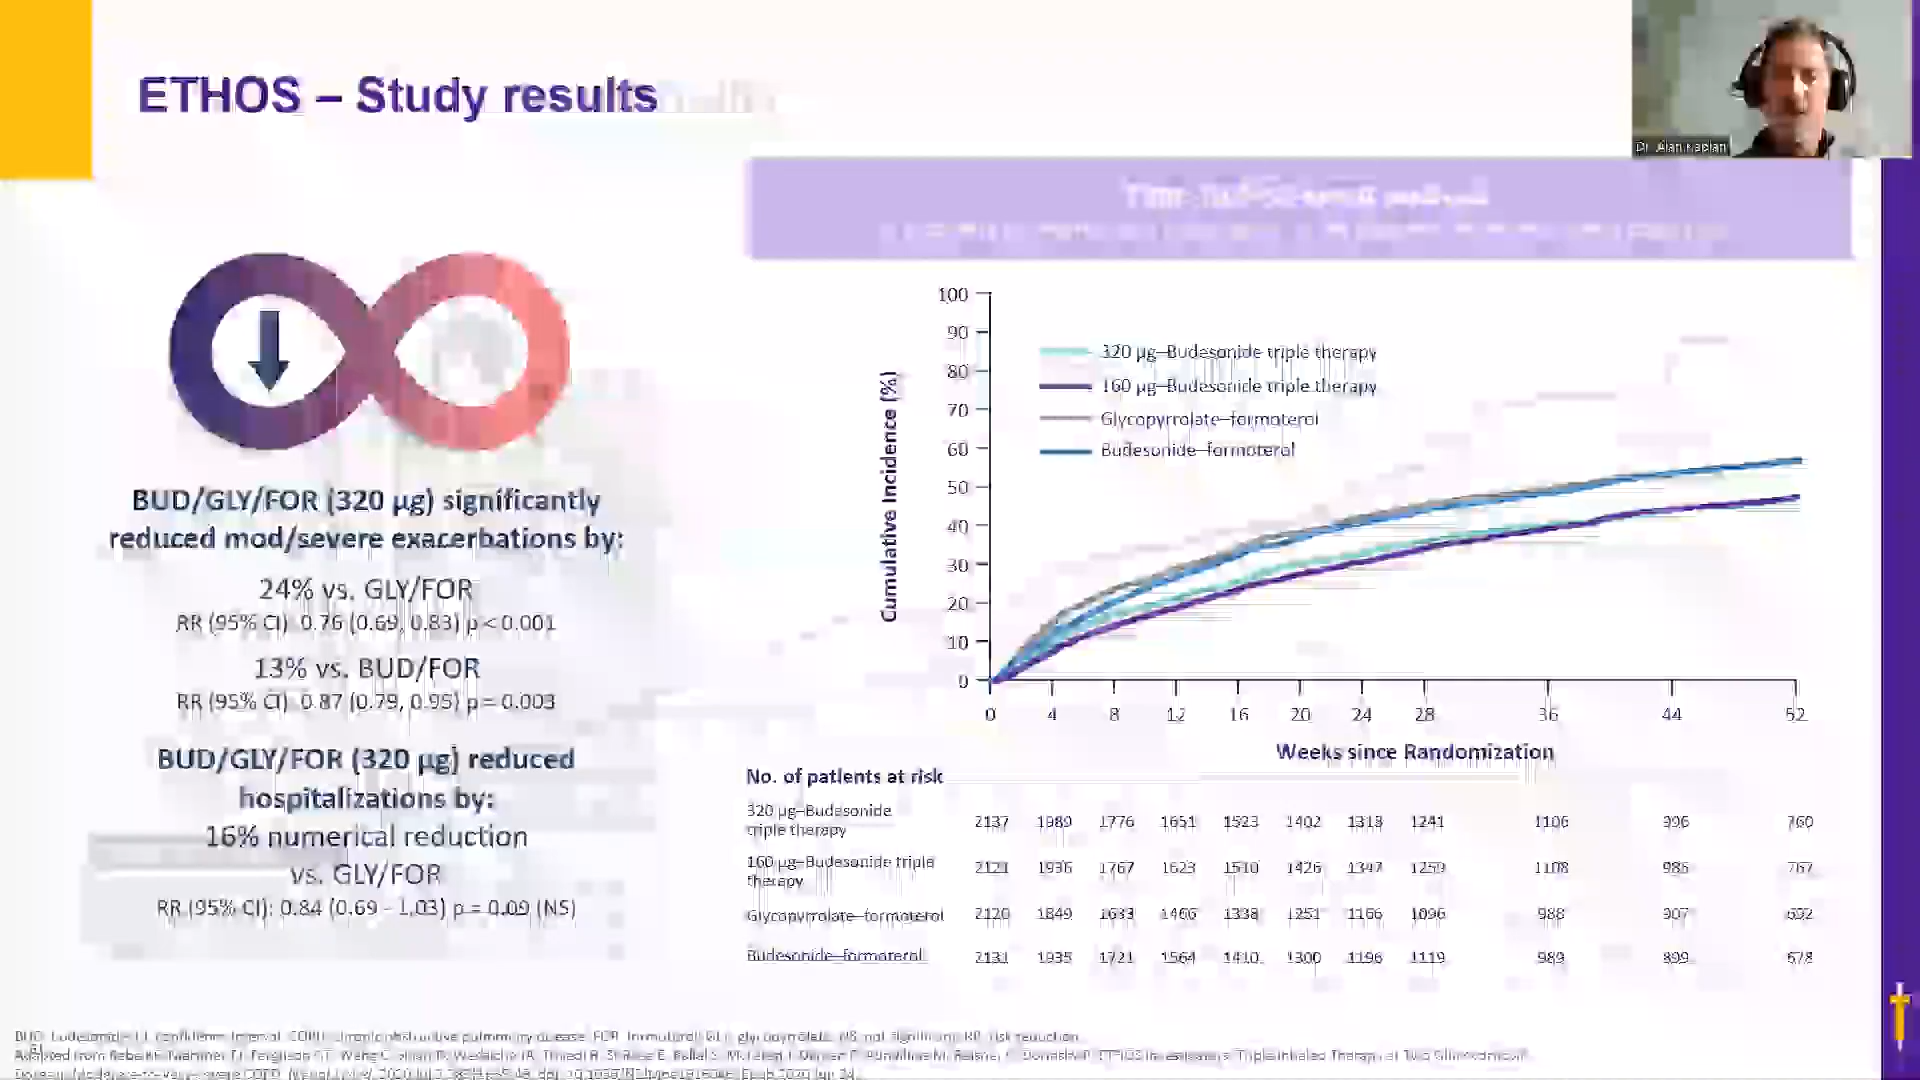 ETHOS – Study results
Dr. Alan Kaplan
BUD/GLY/FOR (320 µg) significantly
reduced mod/severe exacerbations by:
24% vs. GLY/FOR
RR (95% CI) 0.76 (0.69, 0.83) p < 0.001
13% vs. BUD/FOR
RR (95% CI) 0.87 (0.79, 0.95) p = 0.003
BUD/GLY/FOR (320 µg) reduced
hospitalizations by:
16% numerical reduction
vs. GLY/FOR
RR (95% CI): 0.84 (0.69 - 1.03) p = 0.09 (NS)
Cumulative Incidence (%)
100
90
80
70
60
50
40
30
20
10
0
320 µg–Budesonide triple therapy
160 µg–Budesonide triple therapy
Glycopyrrolate–formoterol
Budesonide–formoterol
0 4 8 12 16 20 24 28 36 44 52
Weeks since Randomization
No. of patients at risk
320 µg–Budesonide
triple therapy
2137 1989 1776 1651 1523 1402 1313 1241 1106 996 760
160 µg–Budesonide triple
therapy
2121 1936 1767 1623 1510 1426 1347 1259 1108 985 767
Glycopyrrolate–formoterol 2120 1849 1633 1466 1338 1251 1166 1096 988 907 692
Budesonide–formoterol 2131 1935 1721 1564 1410 1300 1196 1119 989 899 678